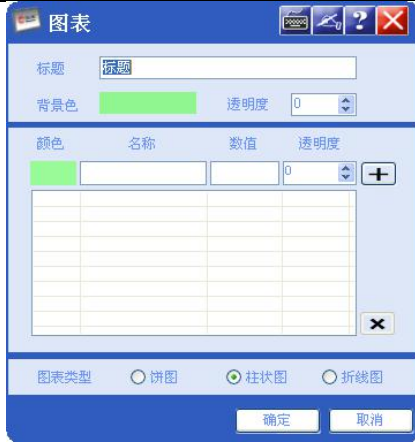 图表
标题 标题
背景色 透明度 0
颜色 名称 数值 透明度
0
图表类型 饼图 柱状图 折线图
确定 取消